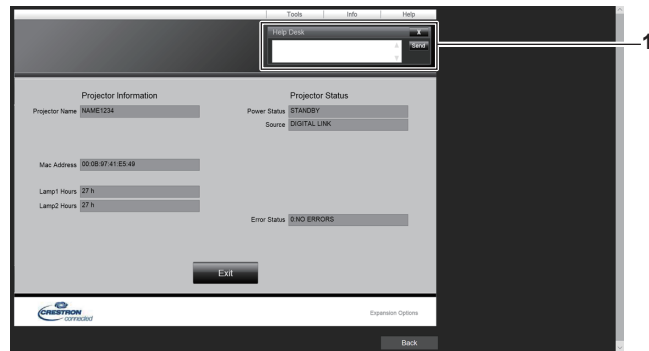 Tools Info Help
Help Desk X
Send
1
Projector Information Projector Status
Projector Name NAME1234 Power Status STANDBY
Source DIGITAL LINK
Mac Address 00:0B:97:41:E5:49
Lamp1 Hours 27 h
Lamp2 Hours 27 h
Error Status 0:NO ERRORS
Exit
CRESTRON
connected
Expansion Options
Back